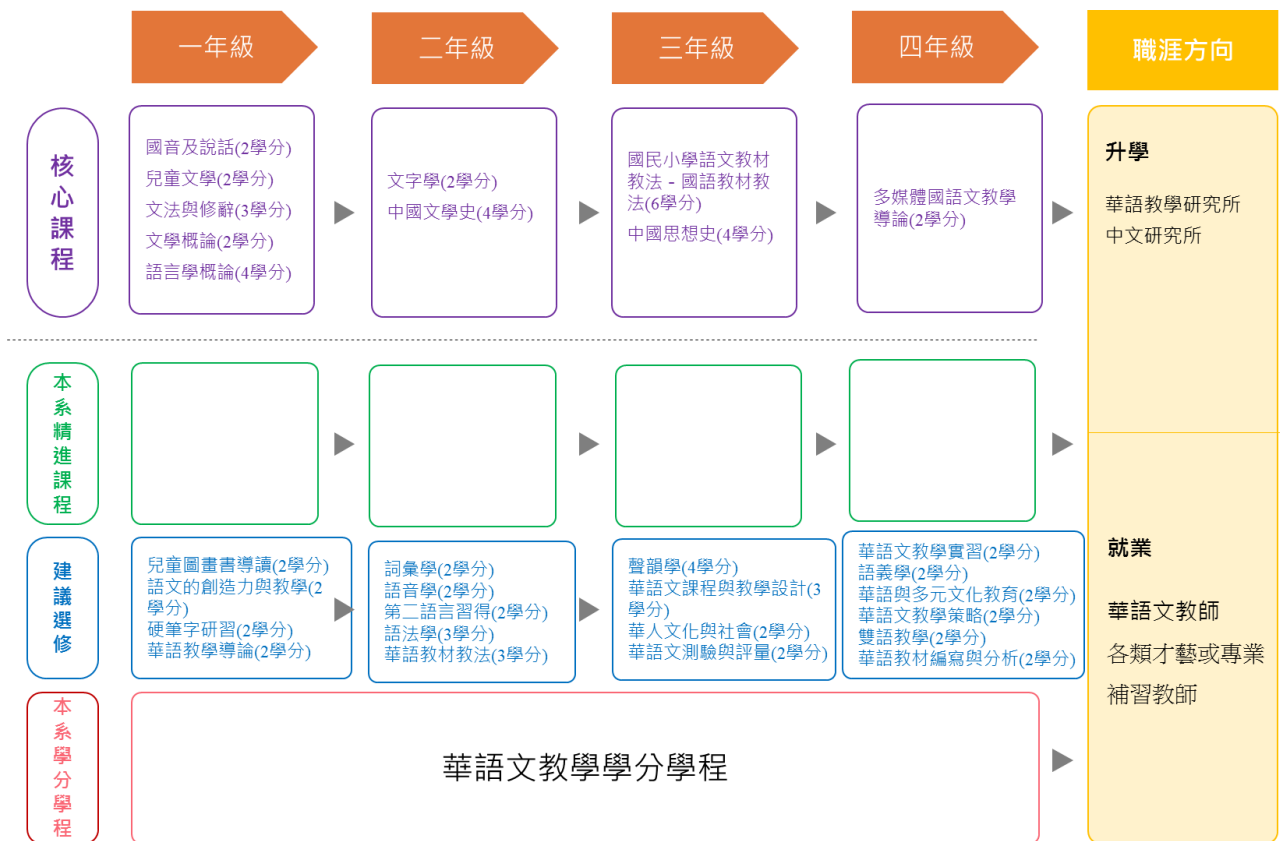 一年級
二年級
三年級
四年級
職涯方向
核心課程
國音及說話(2學分)
兒童文學(2學分)
文法與修辭(3學分)
文學概論(2學分)
語言學概論(4學分)
文字學(2學分)
中國文學史(4學分)
國民小學語文教材
教法 - 國語教材教
法(6學分)
中國思想史(4學分)
多媒體國語文教學
導論(2學分)
升學
華語教學研究所
中文研究所
本系精進課程
建議選修
兒童圖畫書導讀(2學分)
語文的創造力與教學(2
學分)
硬筆字研習(2學分)
華語教學導論(2學分)
詞彙學(2學分)
語音學(2學分)
第二語言習得(2學分)
語法學(3學分)
華語教材教法(3學分)
聲韻學(4學分)
華語文課程與教學設計(3
學分)
華人文化與社會(2學分)
華語文測驗與評量(2學分)
華語文教學實習(2學分)
語義學(2學分)
華語與多元文化教育(2學分)
華語文教學策略(2學分)
雙語教學(2學分)
華語教材編寫與分析(2學分)
就業
華語文教師
各類才藝或專業
補習教師
本系學分學程
華語文教學學分學程